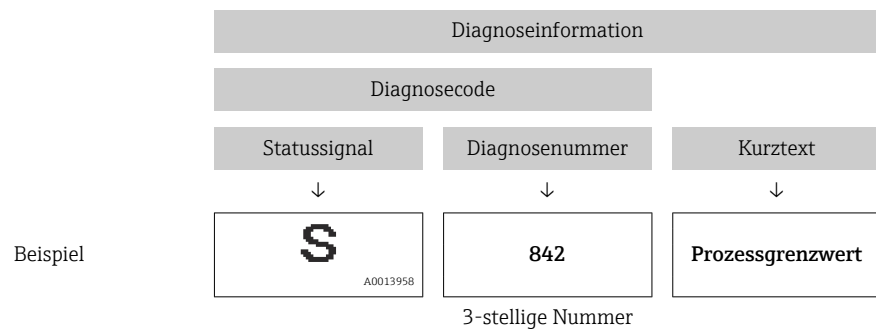 Diagnoseinformation
Diagnosecode
Statussignal Diagnosenummer Kurztext
↓ ↓ ↓
Beispiel S 842 Prozessgrenzwert
A0013958
3-stellige Nummer